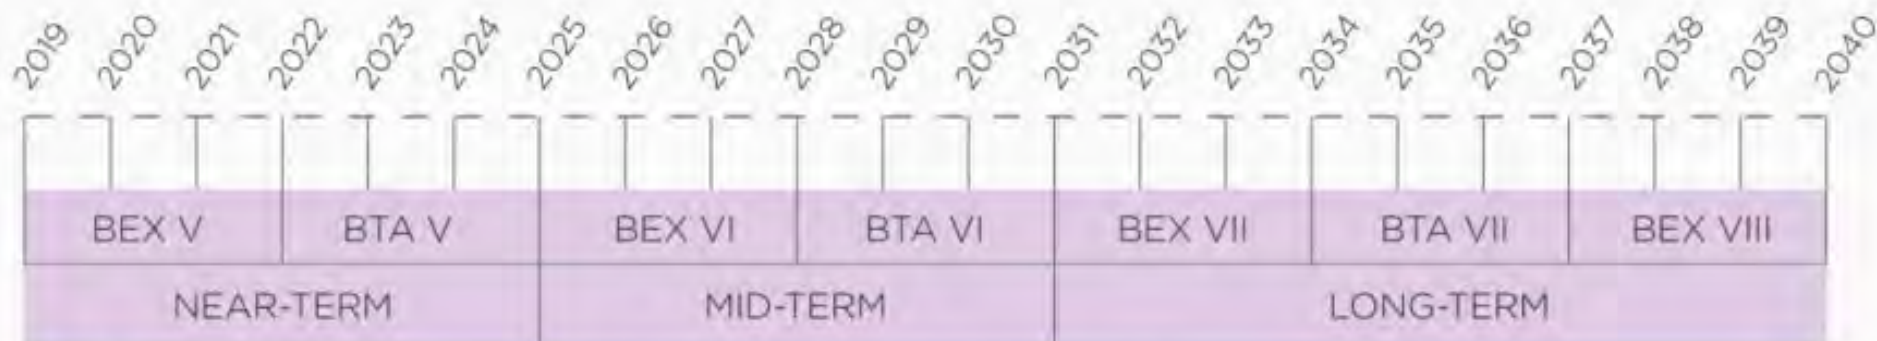 2019 2020 2021 2022 2023 2024 2025 2026 2027 2028 2029 2030 2031 2032 2033 2034 2035 2036 2037 2038 2039 2040
BEX V BTA V BEX VI BTA VI BEX VII BTA VII BEX VIII
NEAR-TERM MID-TERM LONG-TERM